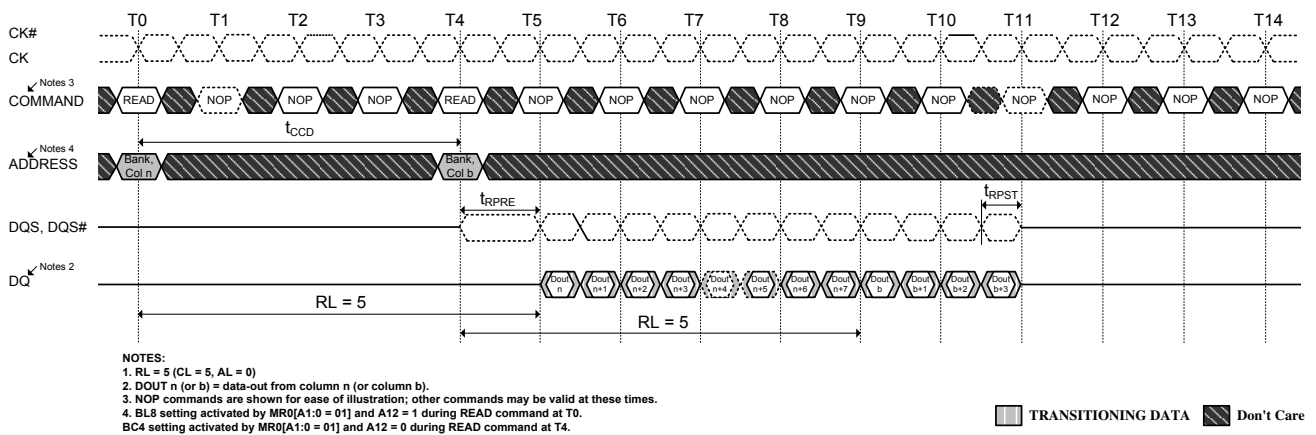 T0 T1 T2 T3 T4 T5 T6 T7 T8 T9 T10 T11 T12 T13 T14
CK#
CK
Notes 3
COMMAND
READ NOP NOP NOP READ NOP NOP NOP NOP NOP NOP NOP NOP NOP NOP
tCCD
Notes 4
ADDRESS
Bank, Col n
Bank, Col b
tRPRE
tRPST
DQS, DQS#
Notes 2
DQ
Dout n
Dout n+1
Dout n+2
Dout n+3
Dout n+4
Dout n+5
Dout n+6
Dout n+7
Dout b
Dout b+1
Dout b+2
Dout b+3
RL = 5
RL = 5
NOTES:
1. RL = 5 (CL = 5, AL = 0)
2. DOUT n (or b) = data-out from column n (or column b).
3. NOP commands are shown for ease of illustration; other commands may be valid at these times.
4. BL8 setting activated by MR0[A1:0 = 01] and A12 = 1 during READ command at T0.
BC4 setting activated by MR0[A1:0 = 01] and A12 = 0 during READ command at T4.
TRANSITIONING DATA
Don't Care